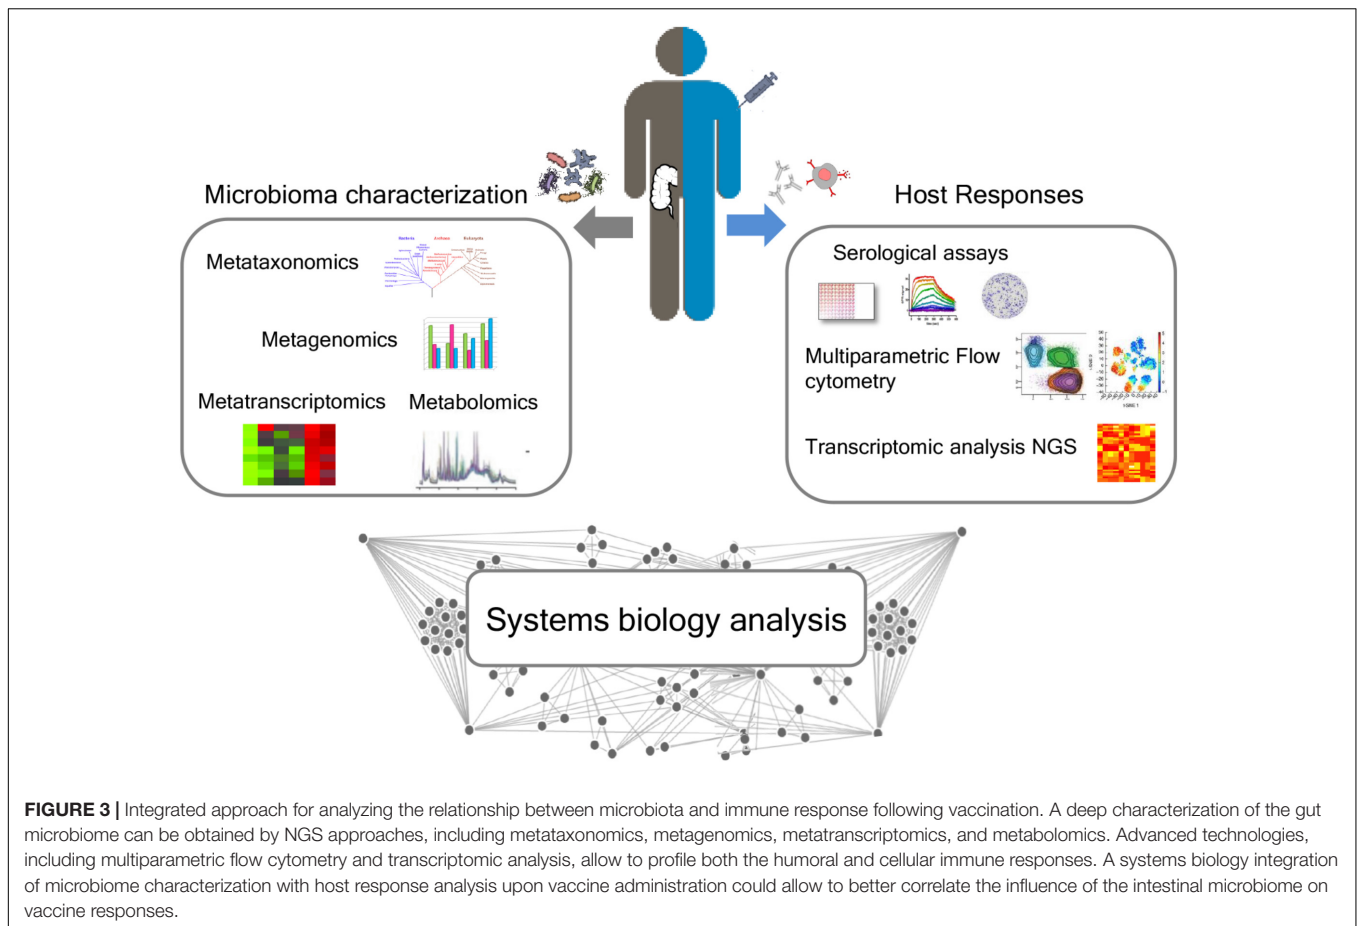 Microbioma characterization
Host Responses
Metataxonomics
Bacteria Archaea Eukaryota
Metagenomics
Metatranscriptomics
Metabolomics
Serological assays
Multiparametric Flow
cytometry
Transcriptomic analysis NGS
Systems biology analysis
FIGURE 3 | Integrated approach for analyzing the relationship between microbiota and immune response following vaccination. A deep characterization of the gut
microbiome can be obtained by NGS approaches, including metataxonomics, metagenomics, metatranscriptomics, and metabolomics. Advanced technologies,
including multiparametric flow cytometry and transcriptomic analysis, allow to profile both the humoral and cellular immune responses. A systems biology integration
of microbiome characterization with host response analysis upon vaccine administration could allow to better correlate the influence of the intestinal microbiome on
vaccine responses.